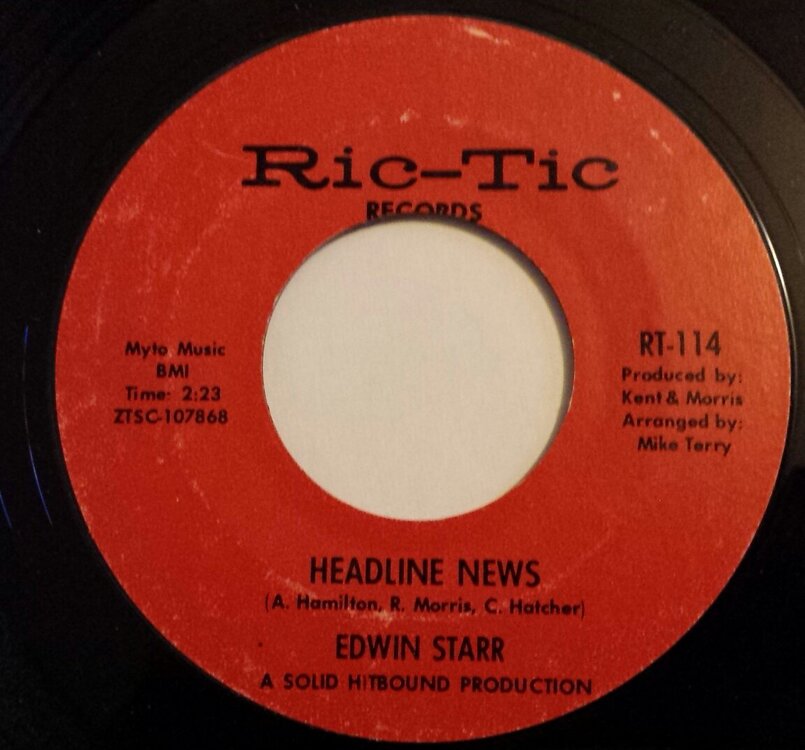 Ric-Tic
RECORDS
Myto Music
BMI
Time: 2:23
ZTSC-107868
RT-114
Produced by:
Kent & Morris
Arranged by:
Mike Terry
HEADLINE NEWS
(A. Hamilton, R. Morris, C. Hatcher)
EDWIN STARR
A SOLID HITBOUND PRODUCTION